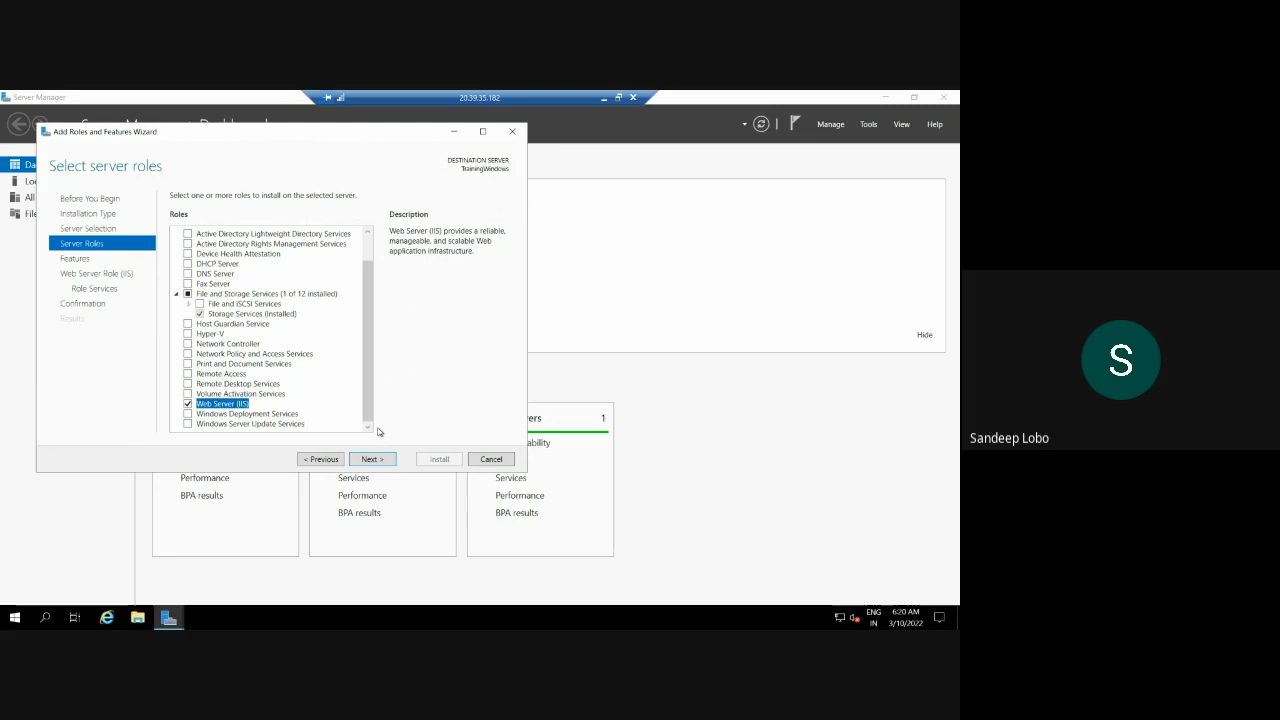 Server Manager
20.39.35.182
Manage
Tools
View
Help
Add Roles and Features Wizard
Select server roles
DESTINATION SERVER
TrainingWindows
Before You Begin
Installation Type
Server Selection
Server Roles
Features
Web Server Role (IIS)
Role Services
Confirmation
Results
Select one or more roles to install on the selected server.
Roles
Active Directory Lightweight Directory Services
Active Directory Rights Management Services
Device Health Attestation
DHCP Server
DNS Server
Fax Server
File and Storage Services (1 of 12 installed)
File and iSCSI Services
Storage Services (Installed)
Host Guardian Service
Hyper-V
Network Controller
Network Policy and Access Services
Print and Document Services
Remote Access
Remote Desktop Services
Volume Activation Services
Web Server (IIS)
Windows Deployment Services
Windows Server Update Services
Description
Web Server (IIS) provides a reliable,
manageable, and scalable Web
application infrastructure.
< Previous
Next >
Install
Cancel
Hide
All
1
Performance
BPA results
Services
Performance
BPA results
Services
Performance
BPA results
ENG
IN
6:20 AM
3/10/2022
S
Sandeep Lobo